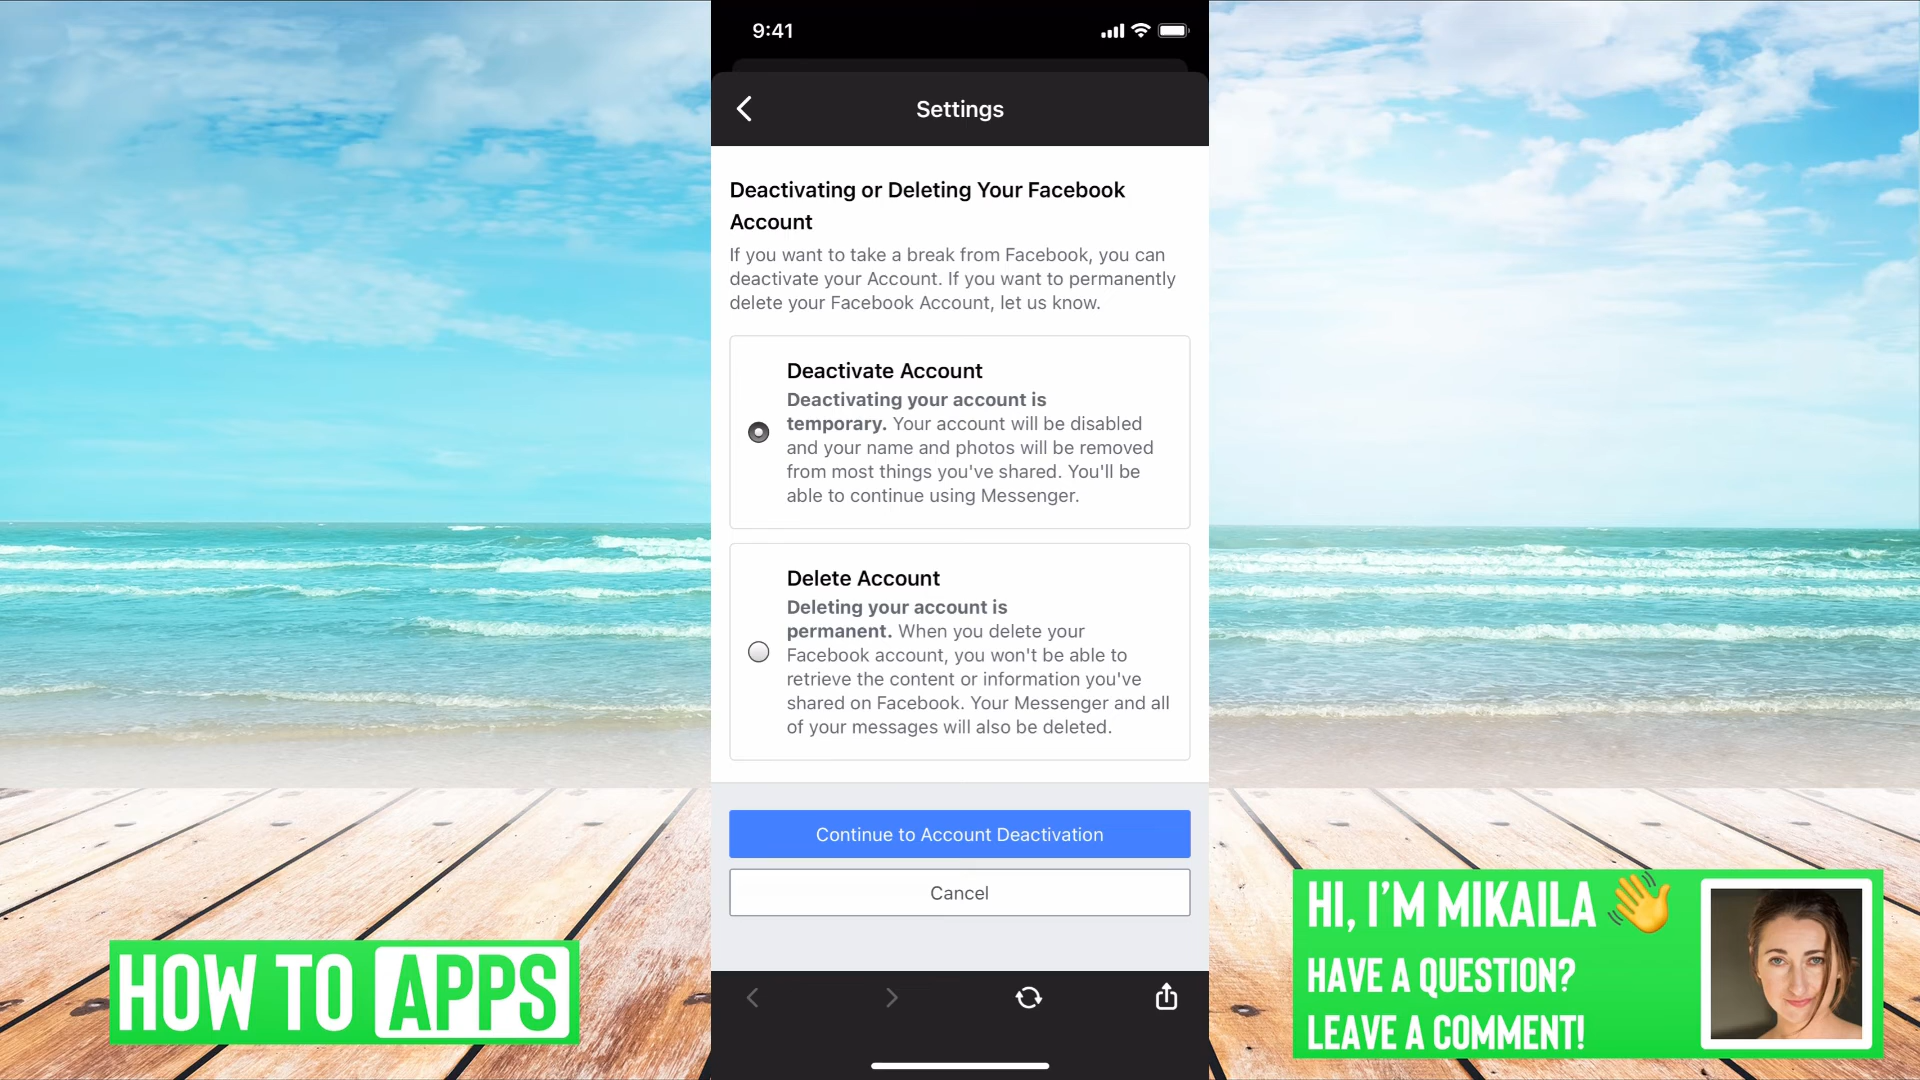 9:41
Settings
Deactivating or Deleting Your Facebook
Account
If you want to take a break from Facebook, you can
deactivate your Account. If you want to permanently
delete your Facebook Account, let us know.
Deactivate Account
Deactivating your account is
temporary. Your account will be disabled
and your name and photos will be removed
from most things you've shared. You'll be
able to continue using Messenger.
Delete Account
Deleting your account is
permanent. When you delete your
Facebook account, you won't be able to
retrieve the content or information you've
shared on Facebook. Your Messenger and all
of your messages will also be deleted.
Continue to Account Deactivation
Cancel
HOW TO APPS
HI, I'M MIKAILA 👋
HAVE A QUESTION?
LEAVE A COMMENT!